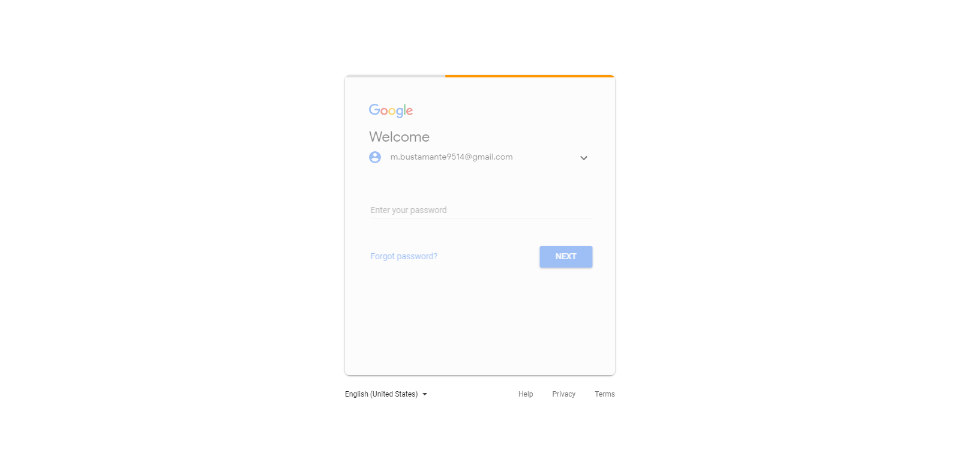 Google
Welcome
m.bustamante9514@gmail.com
Enter your password
Forgot password?
NEXT
English (United States)
Help
Privacy
Terms